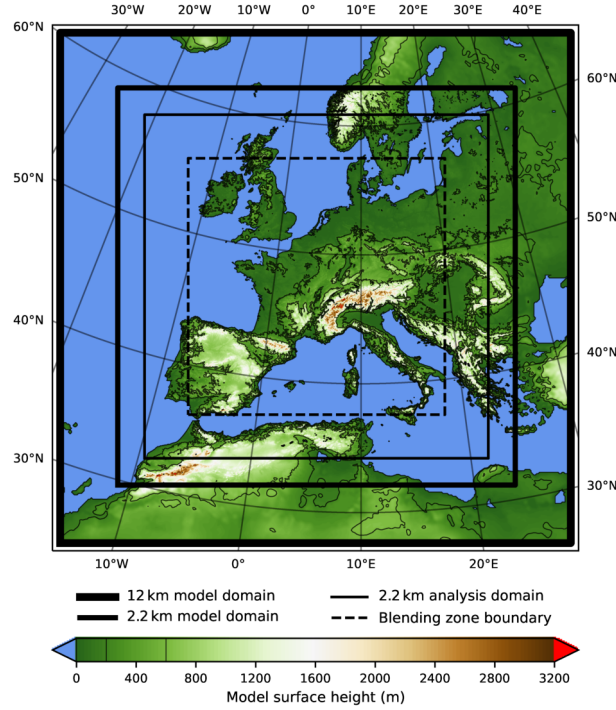 30°W 20°W 10°W 0° 10°E 20°E 30°E 40°E
60°N
60°N
50°N
50°N
40°N
40°N
30°N
30°N
10°W 0° 10°E 20°E
12 km model domain
2.2 km analysis domain
2.2 km model domain
Blending zone boundary
0 400 800 1200 1600 2000 2400 2800 3200
Model surface height (m)